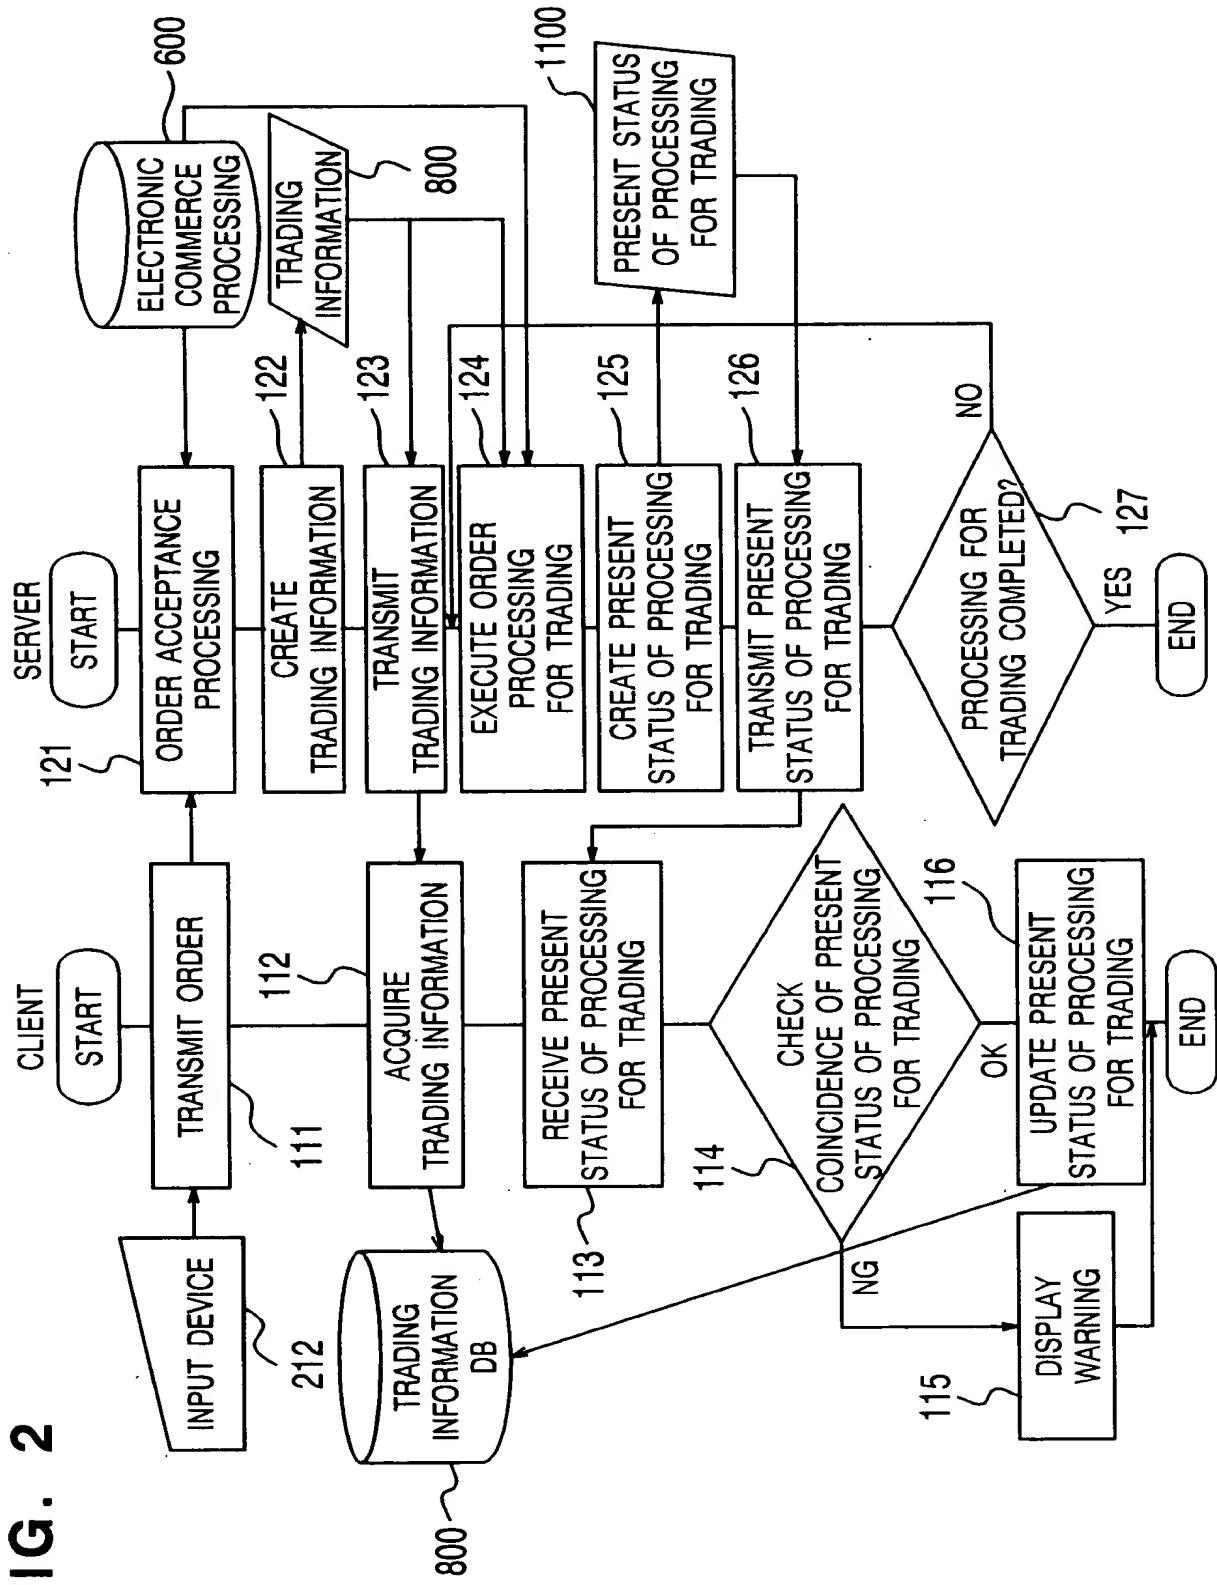 IG. 2
CLIENT
START
INPUT DEVICE
212
TRANSMIT ORDER
111
ACQUIRE
TRADING INFORMATION
112
TRADING
INFORMATION
DB
800
RECEIVE PRESENT
STATUS OF PROCESSING
FOR TRADING
113
CHECK
COINCIDENCE OF PRESENT
STATUS OF PROCESSING
FOR TRADING
114
NG
OK
DISPLAY
WARNING
115
UPDATE PRESENT
STATUS OF PROCESSING
FOR TRADING
116
END
SERVER
START
121
ORDER ACCEPTANCE
PROCESSING
ELECTRONIC
COMMERCE
PROCESSING
600
CREATE
TRADING INFORMATION
122
TRADING
INFORMATION
800
TRANSMIT
TRADING INFORMATION
123
EXECUTE ORDER
PROCESSING
FOR TRADING
124
CREATE PRESENT
STATUS OF PROCESSING
FOR TRADING
125
PRESENT STATUS
OF PROCESSING
FOR TRADING
1100
TRANSMIT PRESENT
STATUS OF PROCESSING
FOR TRADING
126
PROCESSING FOR
TRADING COMPLETED?
127
NO
YES
END